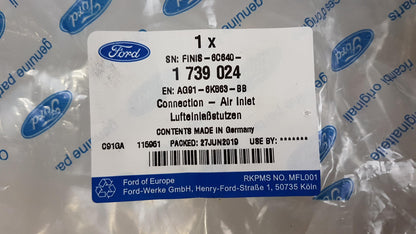 Ford
1 x
SN: FINIS-6C640-
1 739 024
EN: AG91-6K863-BB
Connection - Air Inlet
Lufteinlaßstutzen
CONTENTS MADE IN Germany
C91GA 115961 PACKED: 27JUN2019 USE BY: *******
Ford of Europe
Ford-Werke GmbH, Henry-Ford-Straße 1, 50735 Köln
RKPMS NO. MFL001